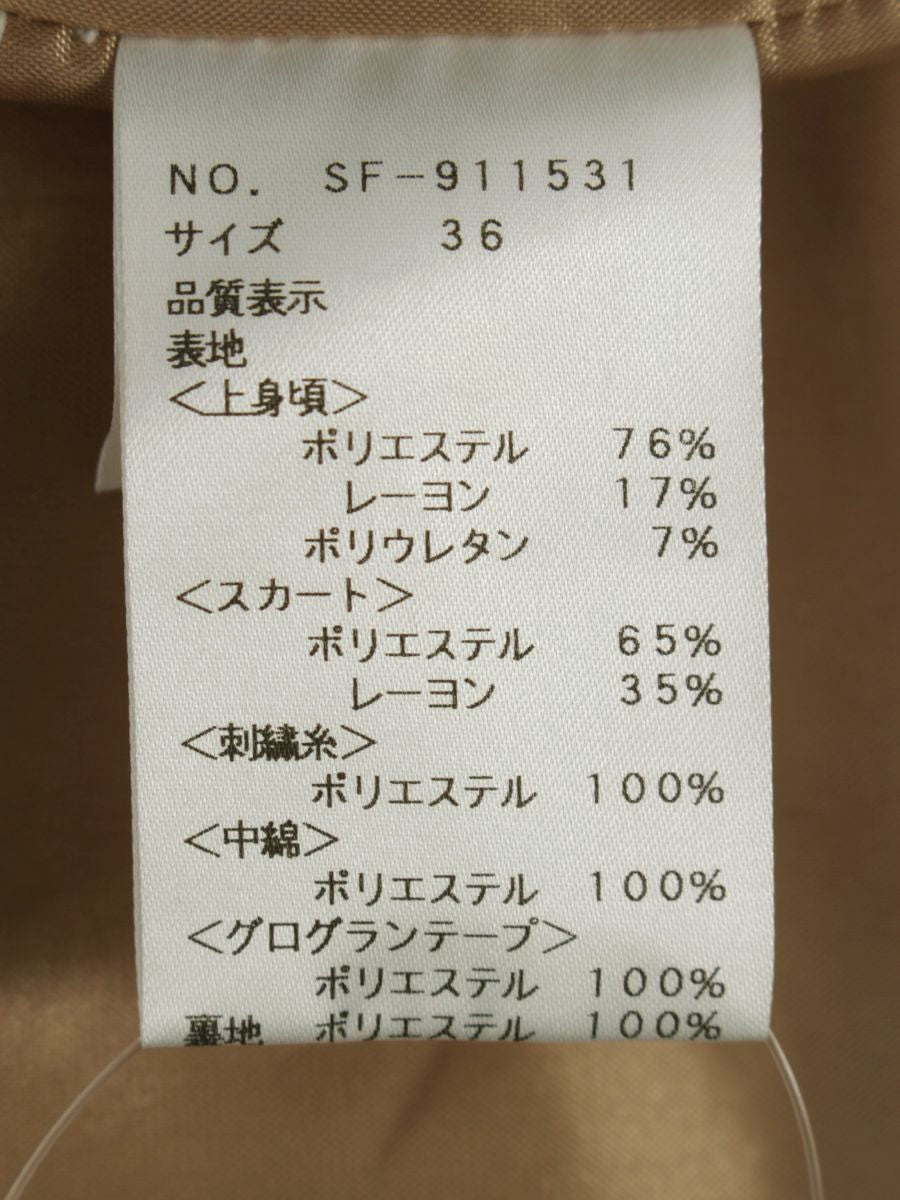 NO. SF-911531
サイズ 36
品質表示
表地
<上身頃>
ポリエステル 76%
レーヨン 17%
ポリウレタン 7%
<スカート>
ポリエステル 65%
レーヨン 35%
<刺繍糸>
ポリエステル 100%
<中綿>
ポリエステル 100%
<グログランテープ>
ポリエステル 100%
裏地 ポリエステル 100%